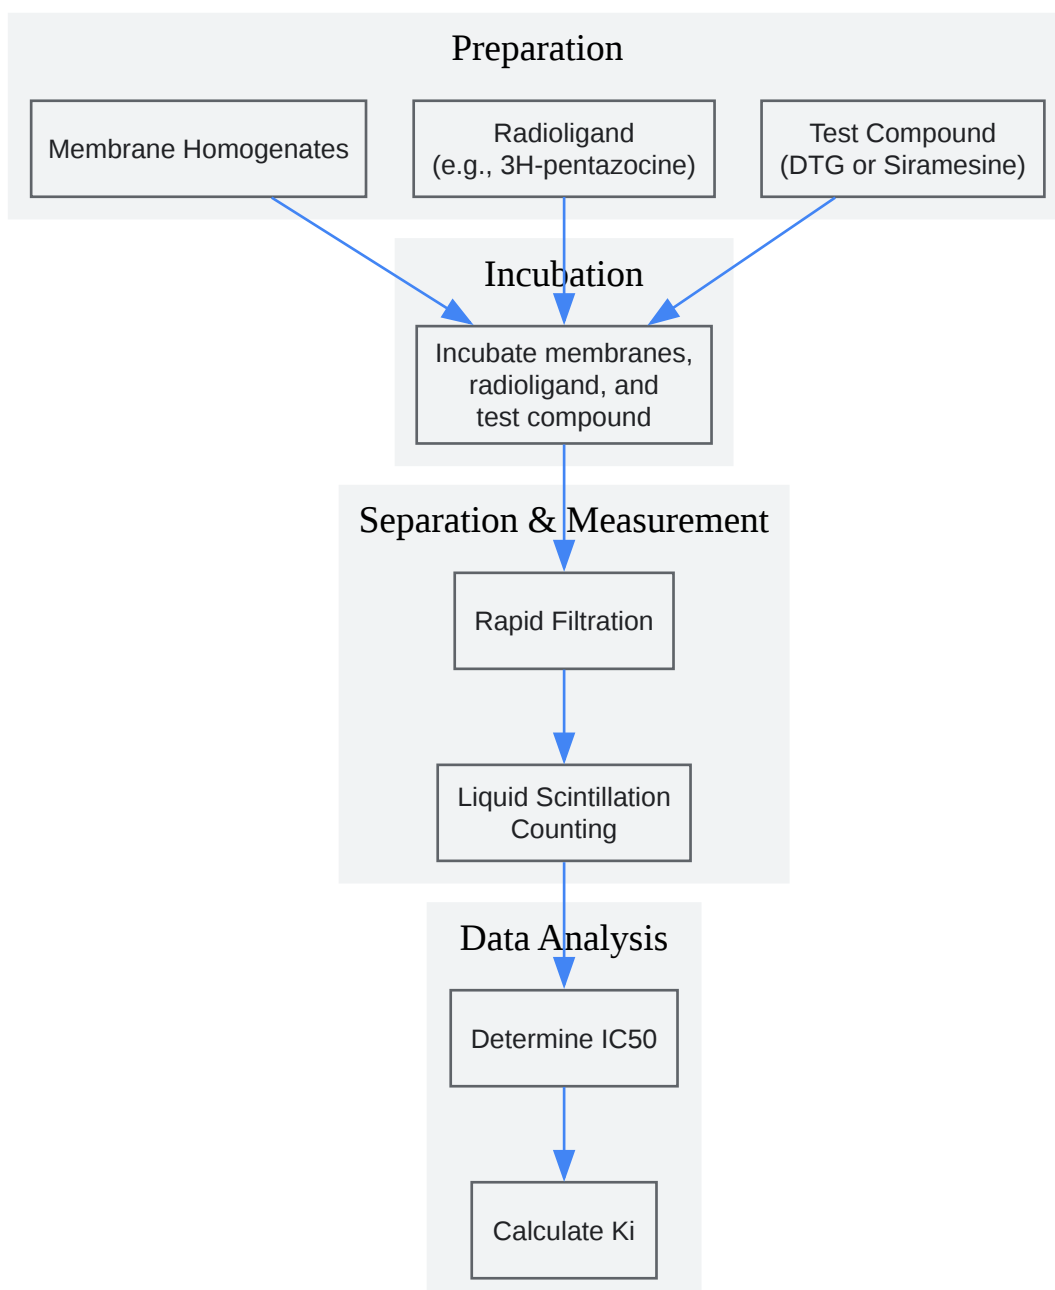 Preparation
Membrane Homogenates
Radioligand
(e.g., 3H-pentazocine)
Test Compound
(DTG or Siramesine)
Incubation
Incubate membranes,
radioligand, and
test compound
Separation & Measurement
Rapid Filtration
Liquid Scintillation
Counting
Data Analysis
Determine IC50
Calculate Ki